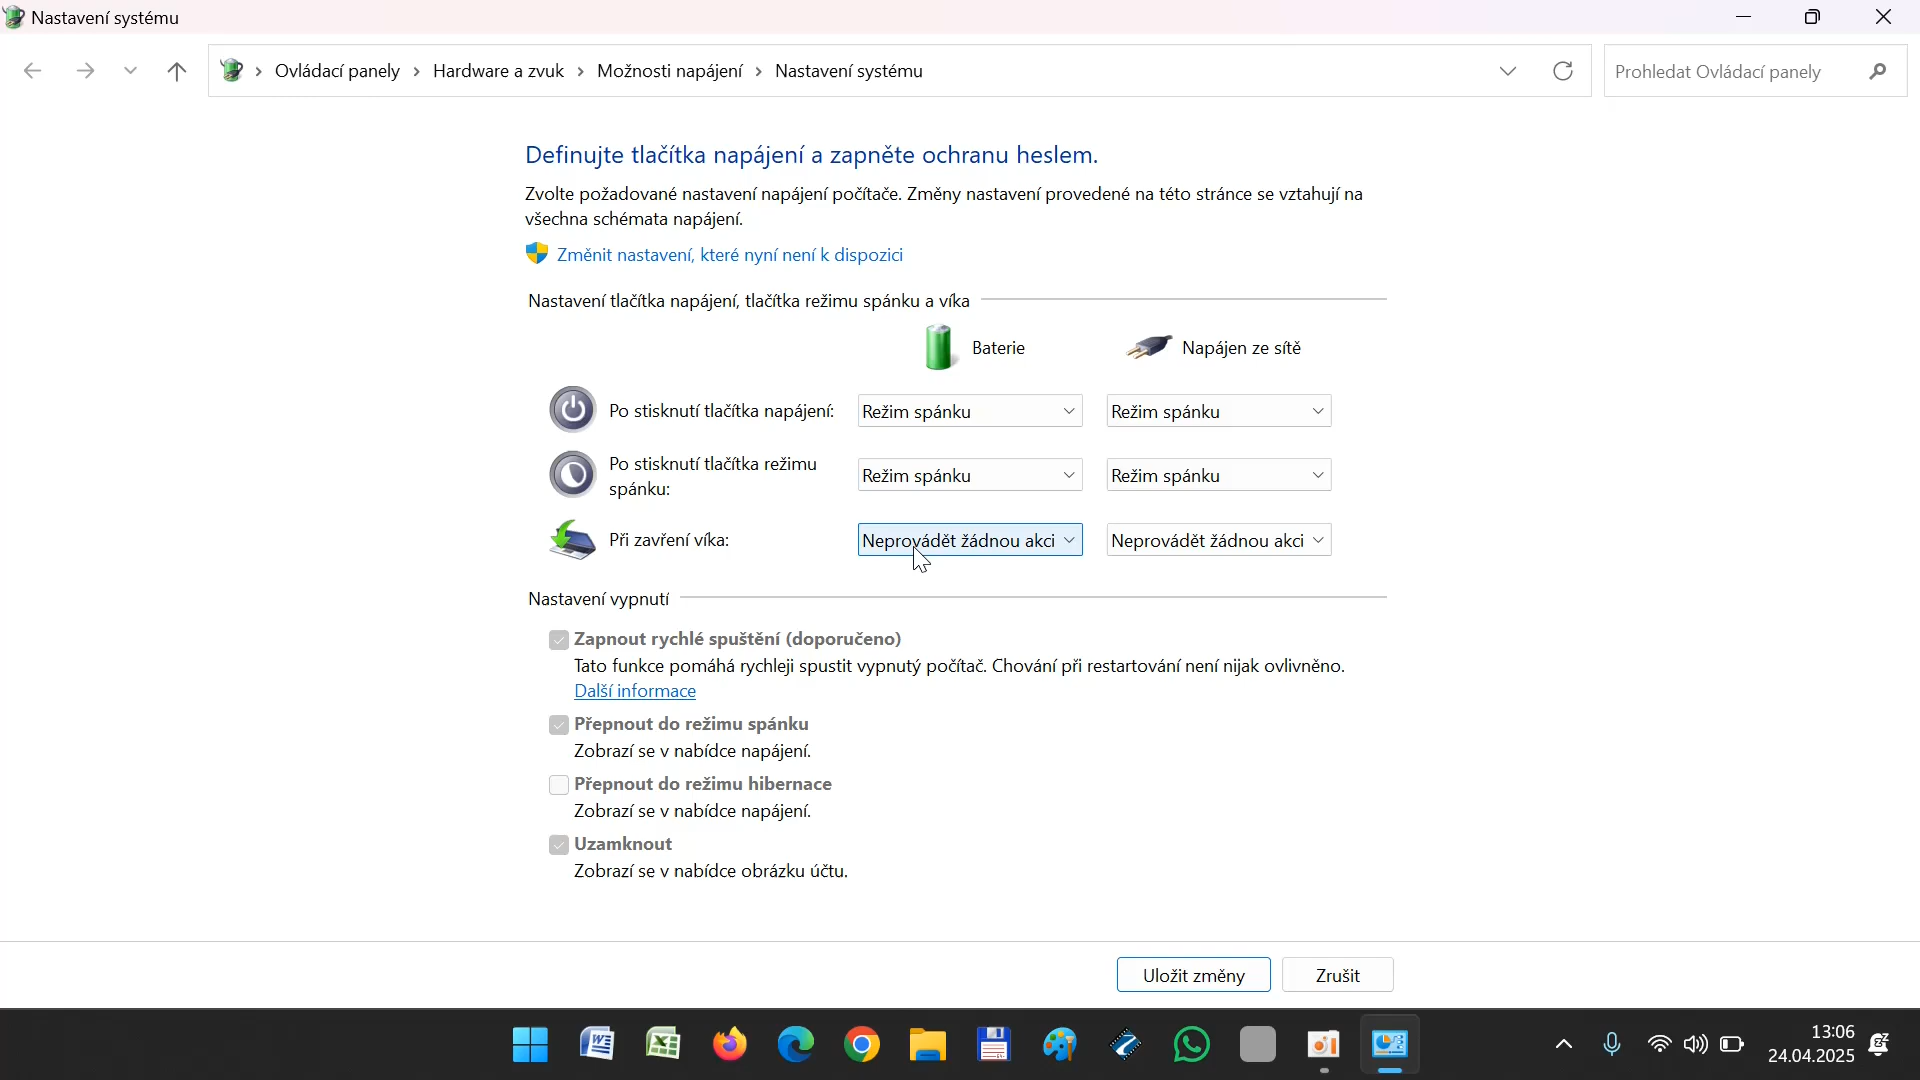 Nastavení systému
Ovládací panely > Hardware a zvuk > Možnosti napájení > Nastavení systému
Prohledat Ovládací panely
Definujte tlačítka napájení a zapněte ochranu heslem.
Zvolte požadované nastavení napájení počítače. Změny nastavení provedené na této stránce se vztahují na
všechna schémata napájení.
Změnit nastavení, které nyní není k dispozici
Nastavení tlačítka napájení, tlačítka režimu spánku a víka
Baterie
Napájen ze sítě
Po stisknutí tlačítka napájení: Režim spánku Režim spánku
Po stisknutí tlačítka režimu
spánku:
Režim spánku Režim spánku
Při zavření víka: Neprovádět žádnou akci Neprovádět žádnou akci
Nastavení vypnutí
Zapnout rychlé spuštění (doporučeno)
Tato funkce pomáhá rychleji spustit vypnutý počítač. Chování při restartování není nijak ovlivněno.
Další informace
Přepnout do režimu spánku
Zobrazí se v nabídce napájení.
Přepnout do režimu hibernace
Zobrazí se v nabídce napájení.
Uzamknout
Zobrazí se v nabídce obrázku účtu.
Uložit změny
Zrušit
13:06
24.04.2025